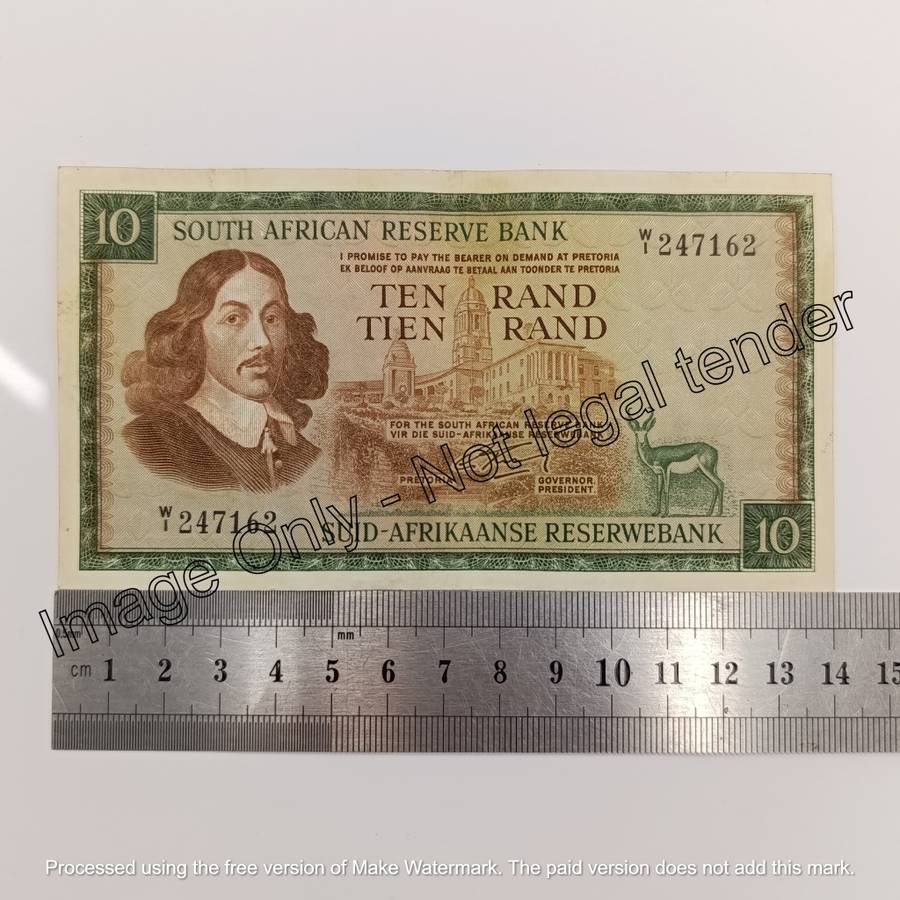 10
SOUTH AFRICAN RESERVE BANK
W/1 247162
I PROMISE TO PAY THE BEARER ON DEMAND AT PRETORIA
EK BELOOF OP AANVRAAG TE BETAAL AAN TOONDER TE PRETORIA
TEN RAND
TIEN RAND
FOR THE SOUTH AFRICAN RESERVE BANK
VIR DIE SUID-AFRIKAANSE RESERWEBANK
PRETORIA
GOVERNOR.
PRESIDENT.
W/1 247162
SUID-AFRIKAANSE RESERWEBANK
10
Image Only - Not legal tender
0.5mm
mm
cm 1 2 3 4 5 6 7 8 9 10 11 12 13 14 15
Processed using the free version of Make Watermark. The paid version does not add this mark.